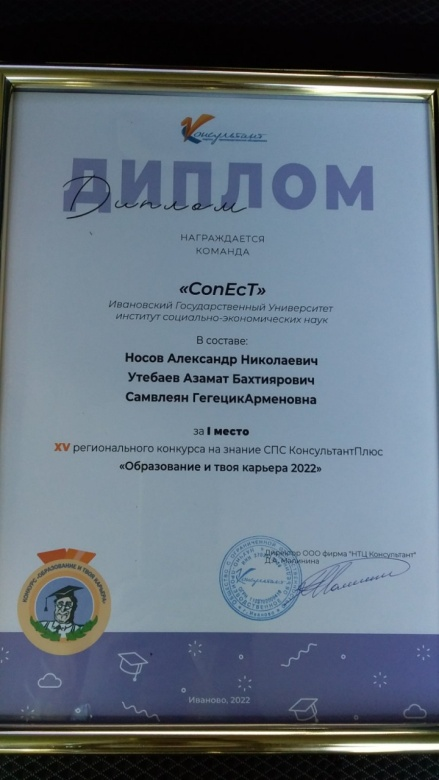 Консультант
ДИПЛОМ
Диплом
НАГРАЖДАЕТСЯ
КОМАНДА
«ConEcT»
Ивановский Государственный Университет
институт социально-экономических наук
В составе:
Носов Александр Николаевич
Утебаев Азамат Бахтиярович
Самвлеян ГегецикАрменовна
за I место
XV регионального конкурса на знание СПС КонсультантПлюс
«Образование и твоя карьера 2022»
Директор ООО фирма "НТЦ Консультант"
Д.А. Малинина
Консультант
КОНКУРС «ОБРАЗОВАНИЕ И ТВОЯ КАРЬЕРА»
Иваново, 2022